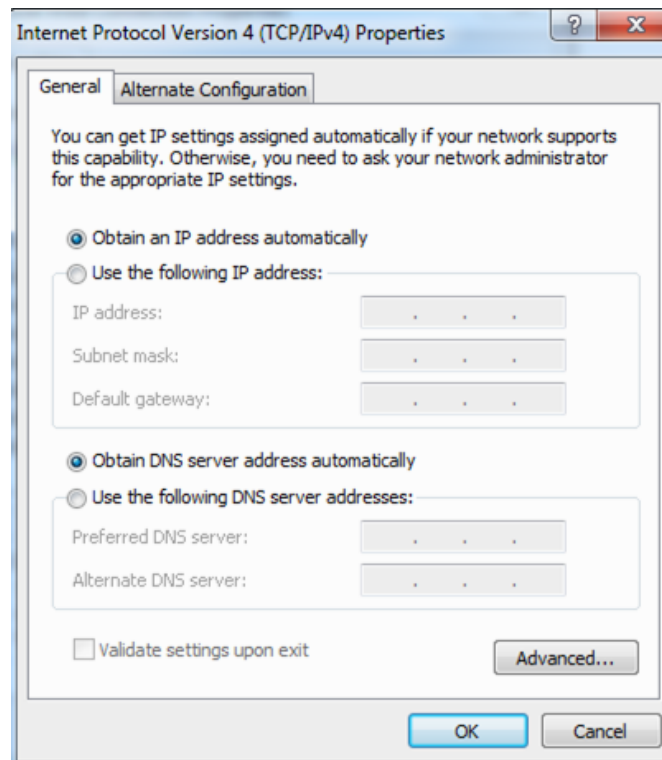 Internet Protocol Version 4 (TCP/IPv4) Properties
?
General
Alternate Configuration
You can get IP settings assigned automatically if your network supports
this capability. Otherwise, you need to ask your network administrator
for the appropriate IP settings.
Obtain an IP address automatically
Use the following IP address:
IP address:
Subnet mask:
Default gateway:
Obtain DNS server address automatically
Use the following DNS server addresses:
Preferred DNS server:
Alternate DNS server:
Validate settings upon exit
Advanced...
OK
Cancel